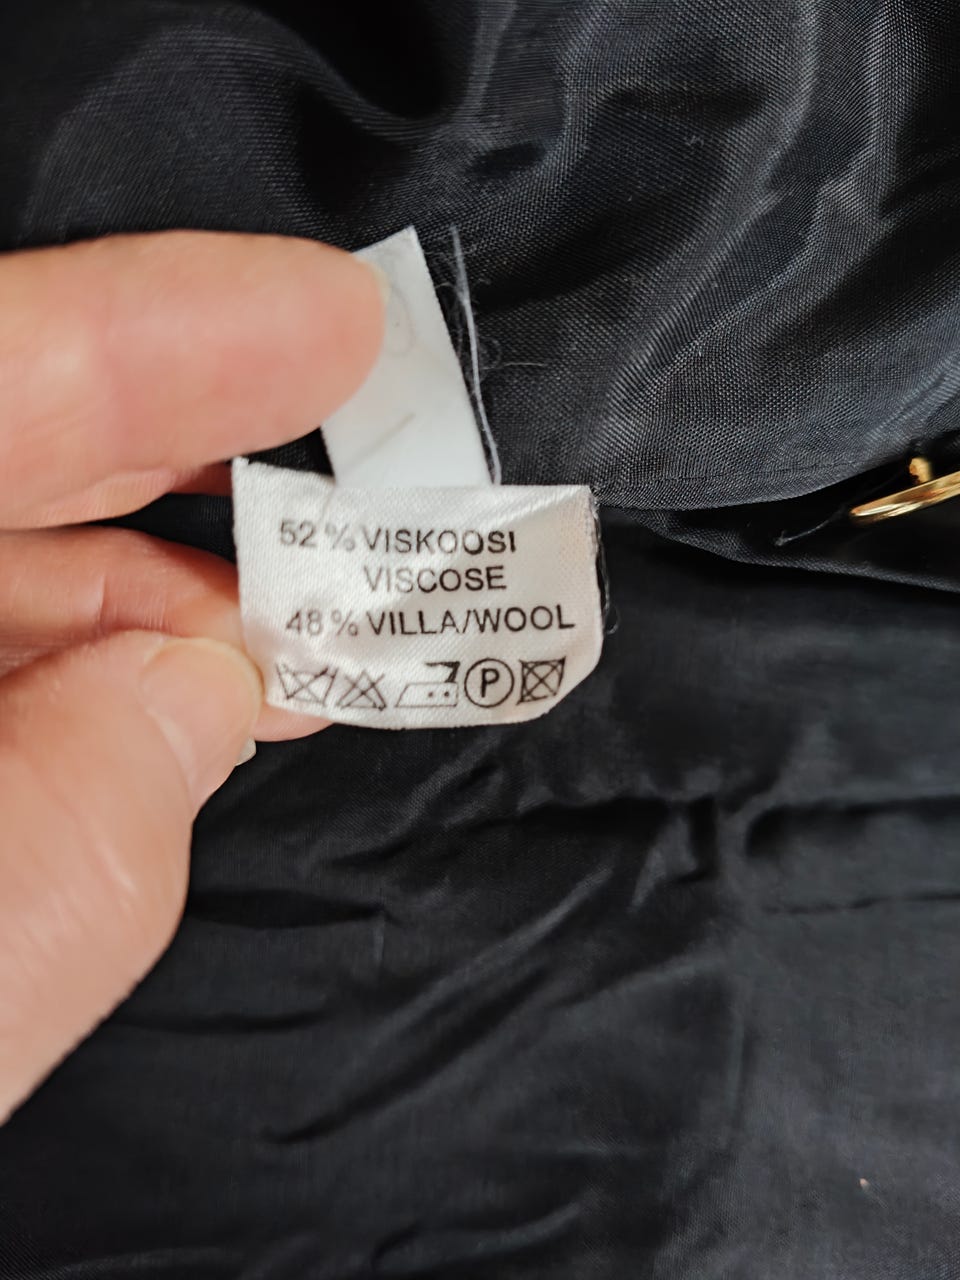 52 % VISKOOSI
VISCOSE
48 % VILLA/WOOL
P